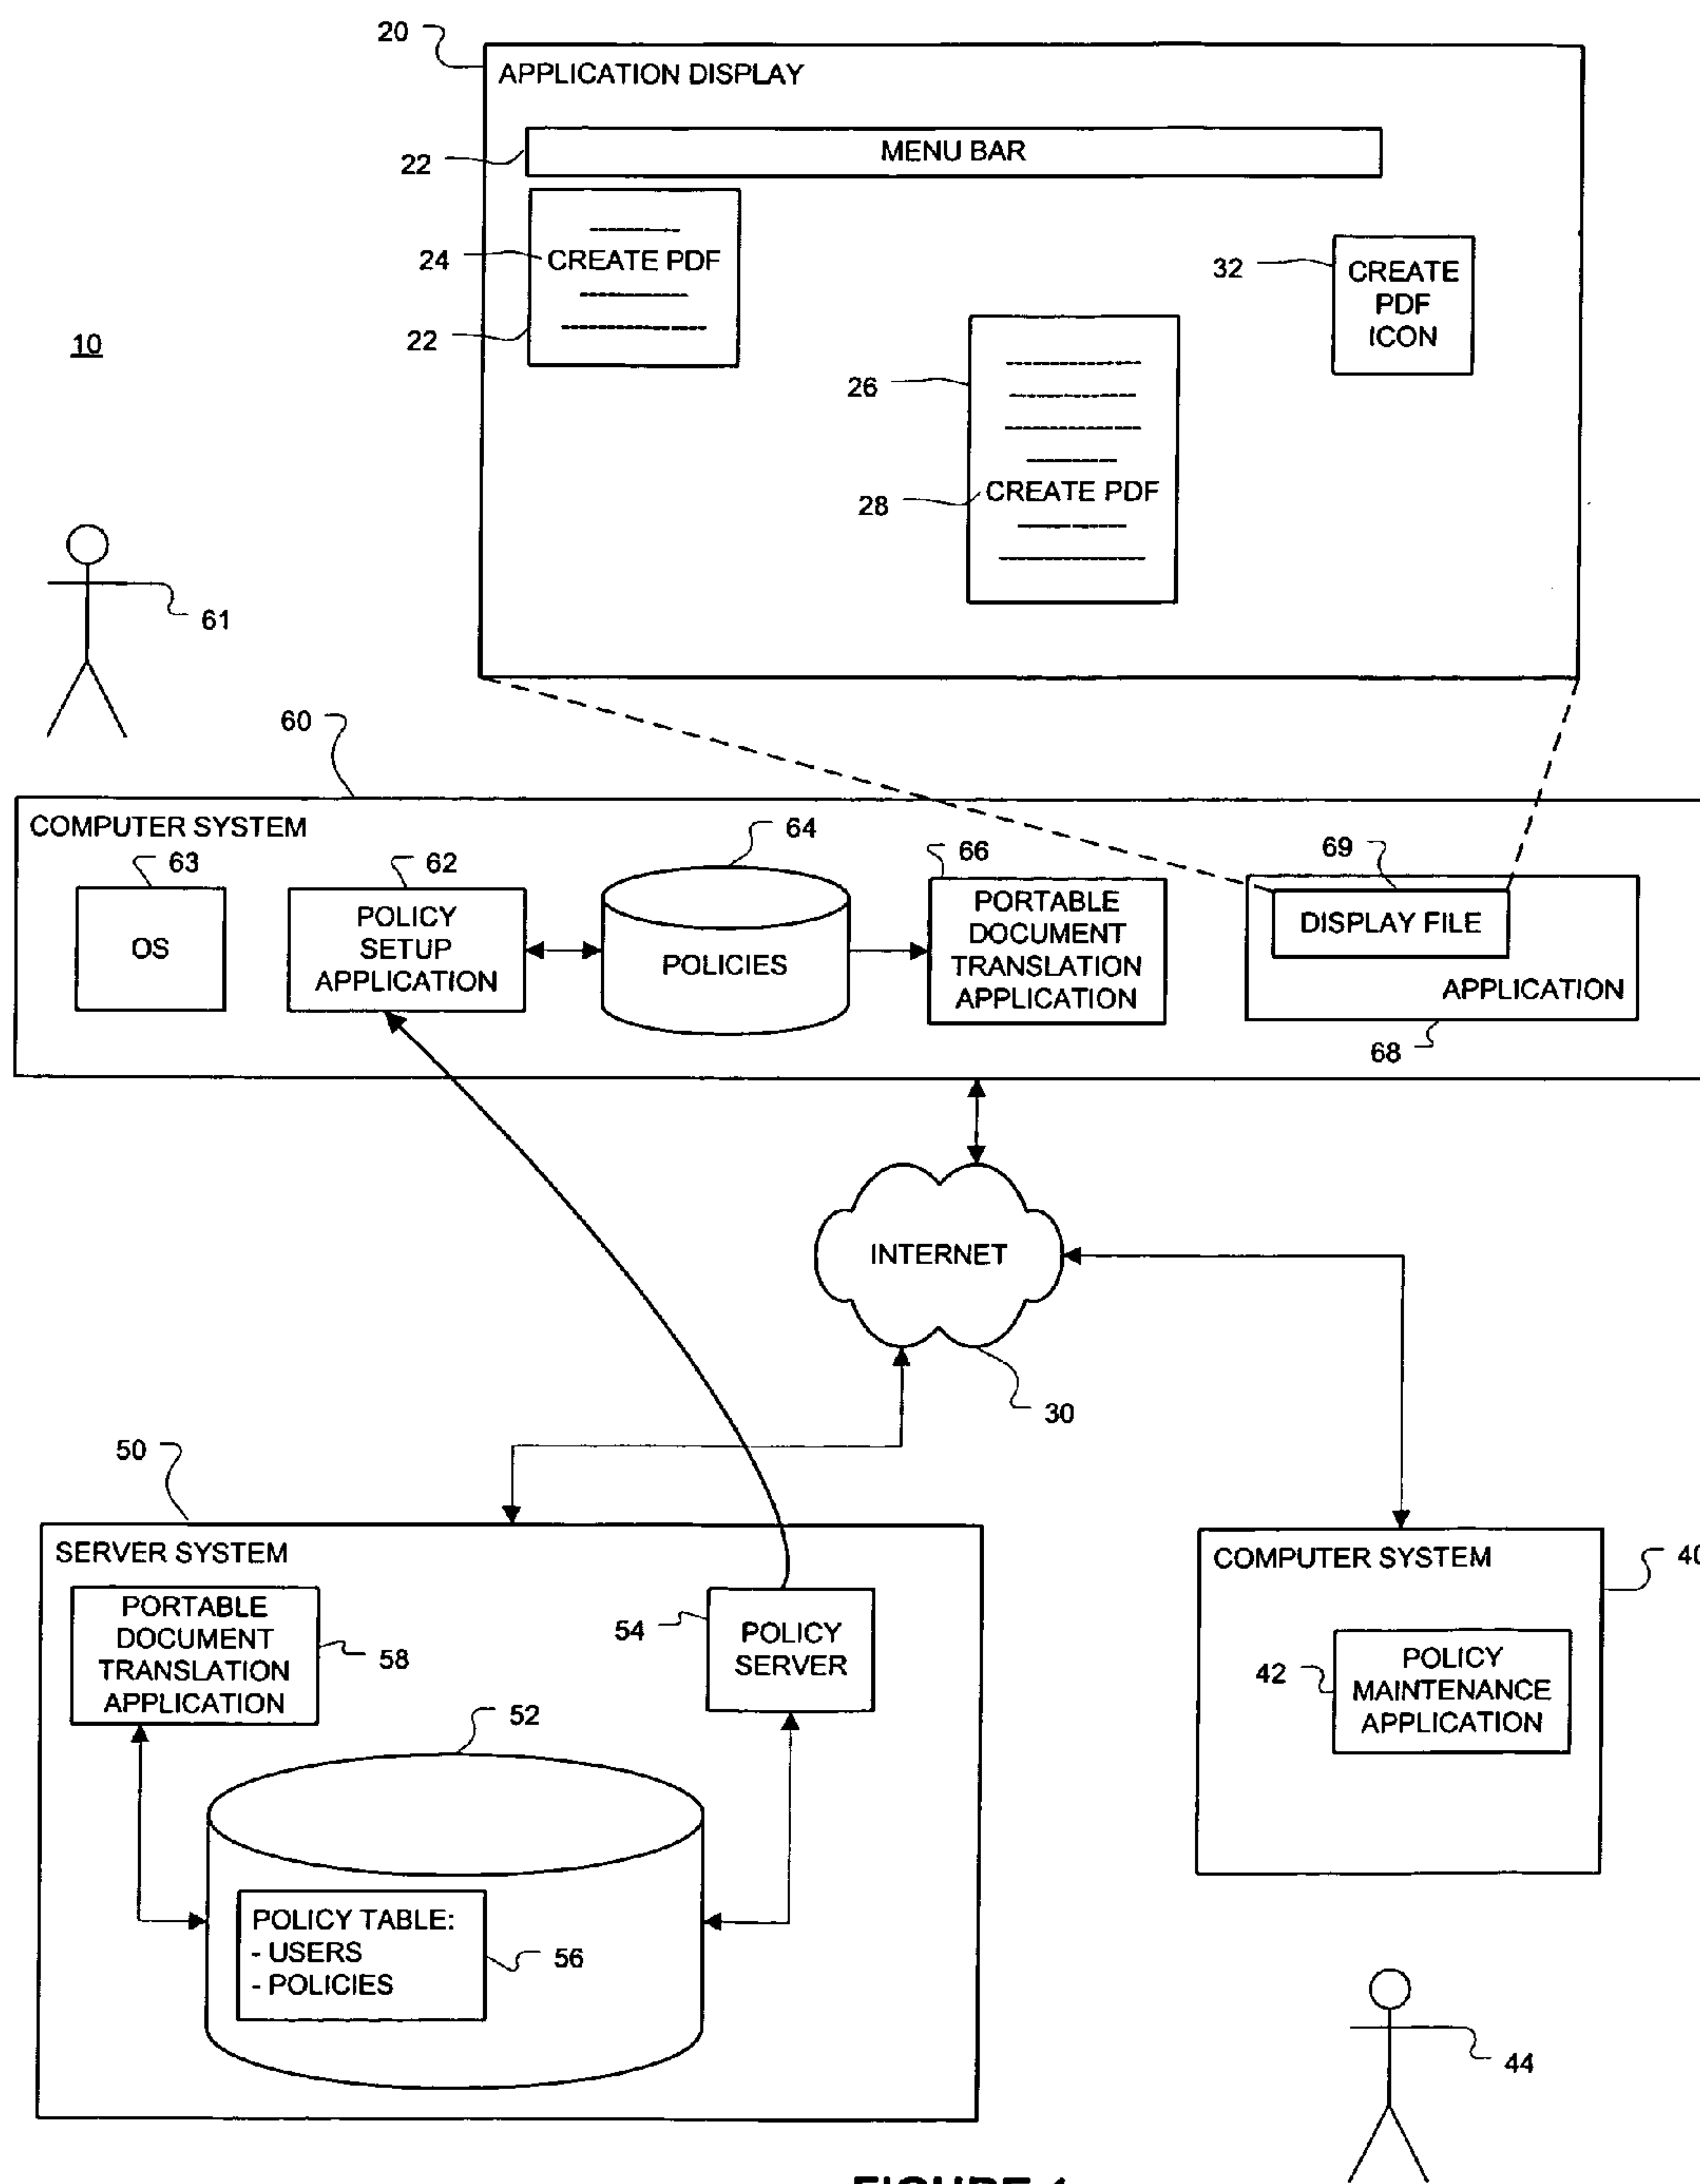 20
APPLICATION DISPLAY
22
MENU BAR
24
CREATE PDF
22
32
CREATE
PDF
ICON
10
26
28
CREATE PDF
61
60
COMPUTER SYSTEM
63
OS
62
POLICY
SETUP
APPLICATION
64
POLICIES
66
PORTABLE
DOCUMENT
TRANSLATION
APPLICATION
69
DISPLAY FILE
APPLICATION
68
INTERNET
30
50
SERVER SYSTEM
PORTABLE
DOCUMENT
TRANSLATION
APPLICATION
58
54
POLICY
SERVER
52
POLICY TABLE:
- USERS
- POLICIES
56
COMPUTER SYSTEM
40
42
POLICY
MAINTENANCE
APPLICATION
44
FIGURE 1